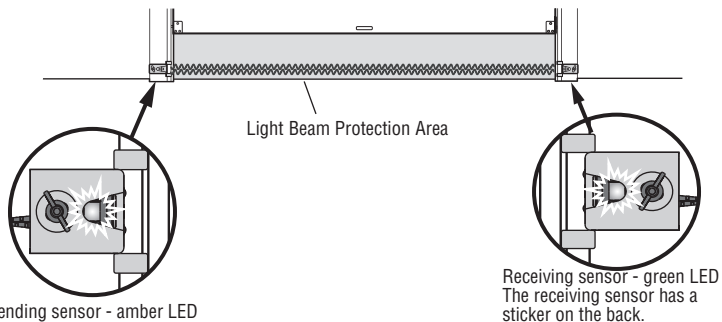 Light Beam Protection Area
ending sensor - amber LED
Receiving sensor - green LED
The receiving sensor has a
sticker on the back.